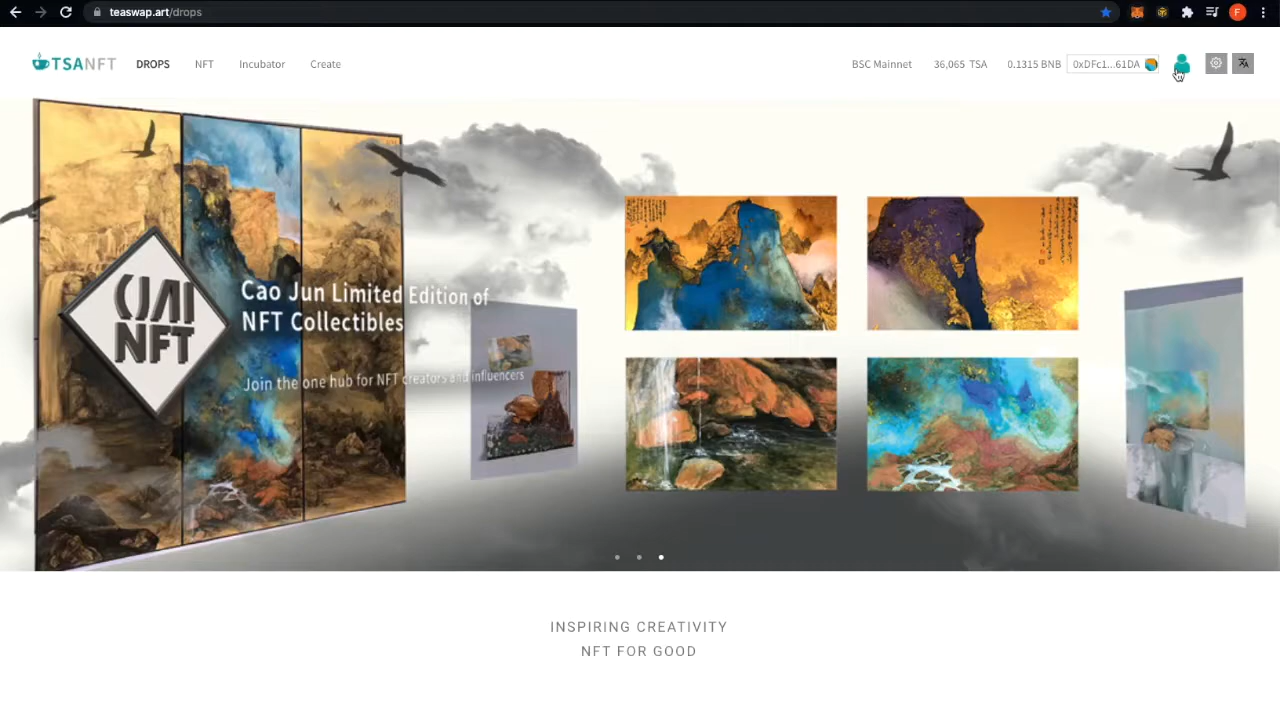 teaswap.art/drops
F
TSANFT
DROPS
NFT
Incubator
Create
BSC Mainnet
36,065 TSA
0.1315 BNB
0xDFc1...61DA
Cao Jun Limited Edition of
NFT Collectibles
Join the one hub for NFT creators and influencers
CJAI
NFT
INSPIRING CREATIVITY
NFT FOR GOOD